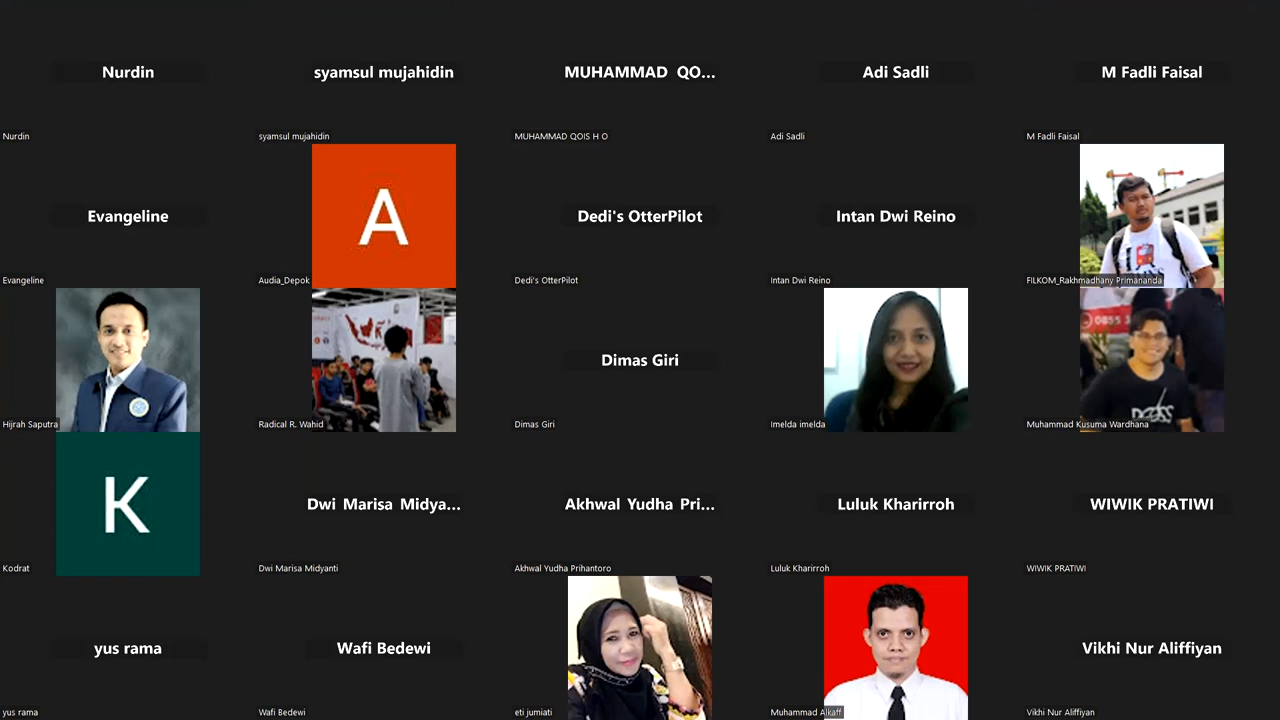 Nurdin
syamsul mujahidin
MUHAMMAD QO...
Adi Sadli
M Fadli Faisal
Nurdin
syamsul mujahidin
MUHAMMAD QOIS H O
Adi Sadli
M Fadli Faisal
Evangeline
A
Dedi's OtterPilot
Intan Dwi Reino
Evangeline
Audia_Depok
Dedi's OtterPilot
Intan Dwi Reino
FILKOM_Rakhmadhany Primananda
0855 3
Dimas Giri
Hijrah Saputra
Radical R. Wahid
Dimas Giri
Imelda imelda
Muhammad Kusuma Wardhana
K
Dwi Marisa Midya...
Akhwal Yudha Pri...
Luluk Kharirroh
WIWIK PRATIWI
Kodrat
Dwi Marisa Midyanti
Akhwal Yudha Prihantoro
Luluk Kharirroh
WIWIK PRATIWI
yus rama
Wafi Bedewi
Vikhi Nur Aliffiyan
yus rama
Wafi Bedewi
eti jumiati
Muhammad Alkaff
Vikhi Nur Aliffiyan